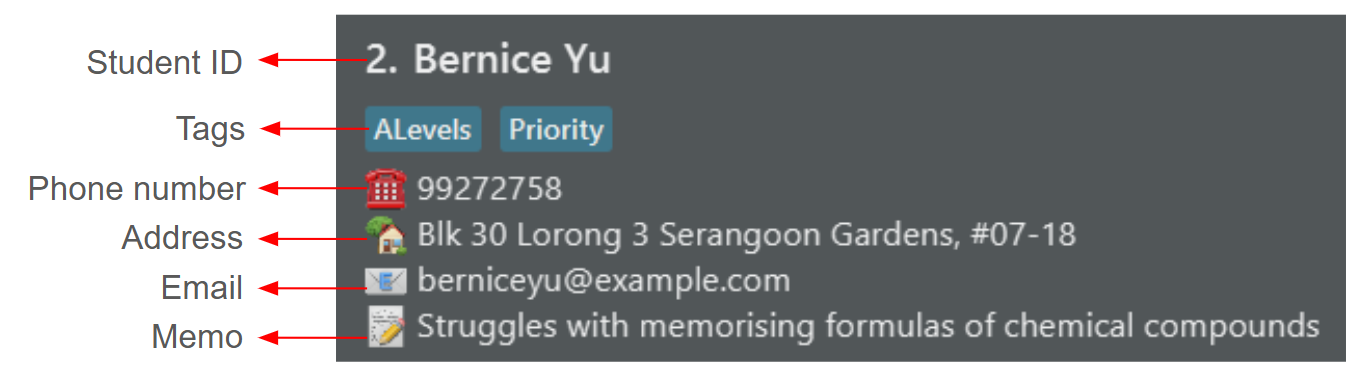 Student ID 2. Bernice Yu
Tags ALevels Priority
Phone number 99272758
Address Blk 30 Lorong 3 Serangoon Gardens, #07-18
Email berniceyu@example.com
Memo Struggles with memorising formulas of chemical compounds